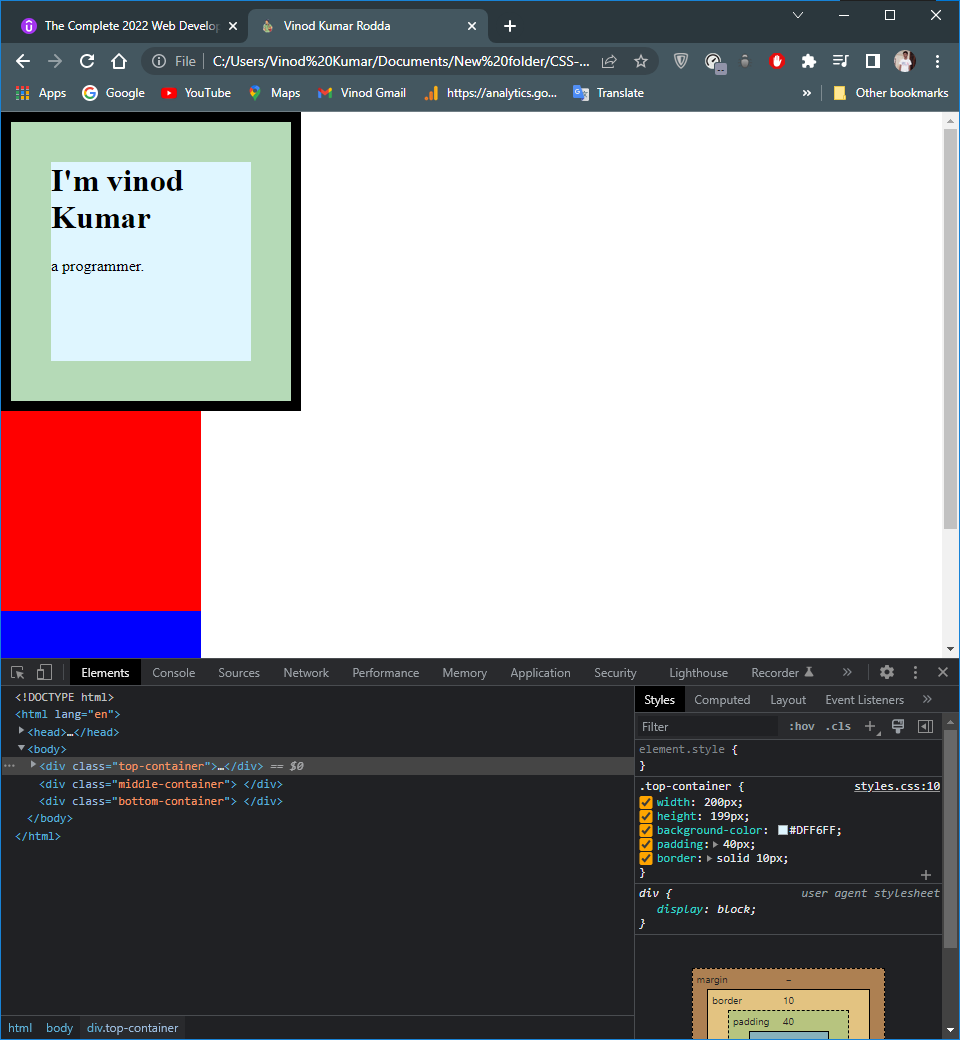 The Complete 2022 Web Develop
Vinod Kumar Rodda
File
C:/Users/Vinod%20Kumar/Documents/New%20folder/CSS-...
Apps
Google
YouTube
Maps
Vinod Gmail
https://analytics.go...
Translate
»
Other bookmarks
I'm vinod
Kumar
a programmer.
Elements Console Sources Network Performance Memory Application Security Lighthouse Recorder »
<!DOCTYPE html>
<html lang="en">
<head>…</head>
<body>
<div class="top-container">…</div> == $0
<div class="middle-container"> </div>
<div class="bottom-container"> </div>
</body>
</html>
html body div.top-container
Styles Computed Layout Event Listeners »
Filter :hov .cls +
element.style {
}
.top-container { styles.css:10
width: 200px;
height: 199px;
background-color: #DFF6FF;
padding: 40px;
border: solid 10px;
}
div { user agent stylesheet
display: block;
}
margin –
border 10
padding 40